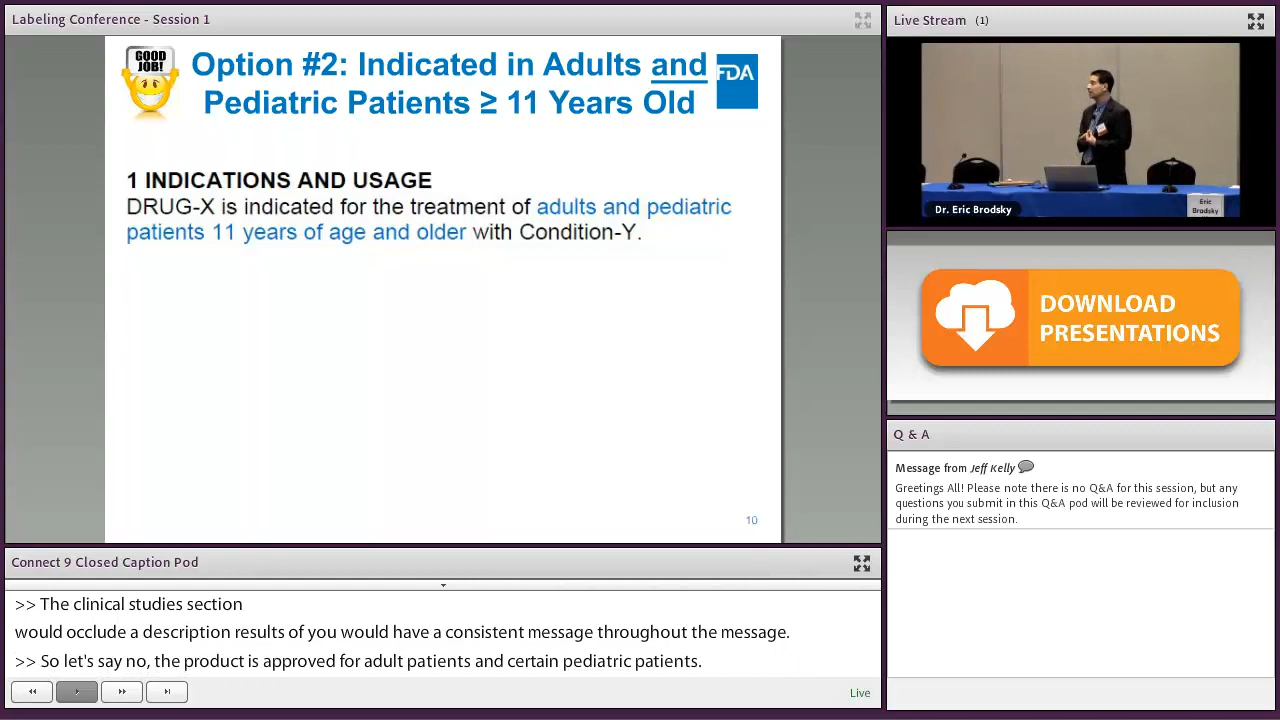 Labeling Conference - Session 1
GOOD
JOB!
Option #2: Indicated in Adults and
Pediatric Patients ≥ 11 Years Old
FDA
1 INDICATIONS AND USAGE
DRUG-X is indicated for the treatment of adults and pediatric
patients 11 years of age and older with Condition-Y.
10
Connect 9 Closed Caption Pod
>> The clinical studies section
would occlude a description results of you would have a consistent message throughout the message.
>> So let's say no, the product is approved for adult patients and certain pediatric patients.
Live
Live Stream (1)
Dr. Eric Brodsky
Eric
Brodsky
DOWNLOAD
PRESENTATIONS
Q & A
Message from Jeff Kelly
Greetings All! Please note there is no Q&A for this session, but any
questions you submit in this Q&A pod will be reviewed for inclusion
during the next session.